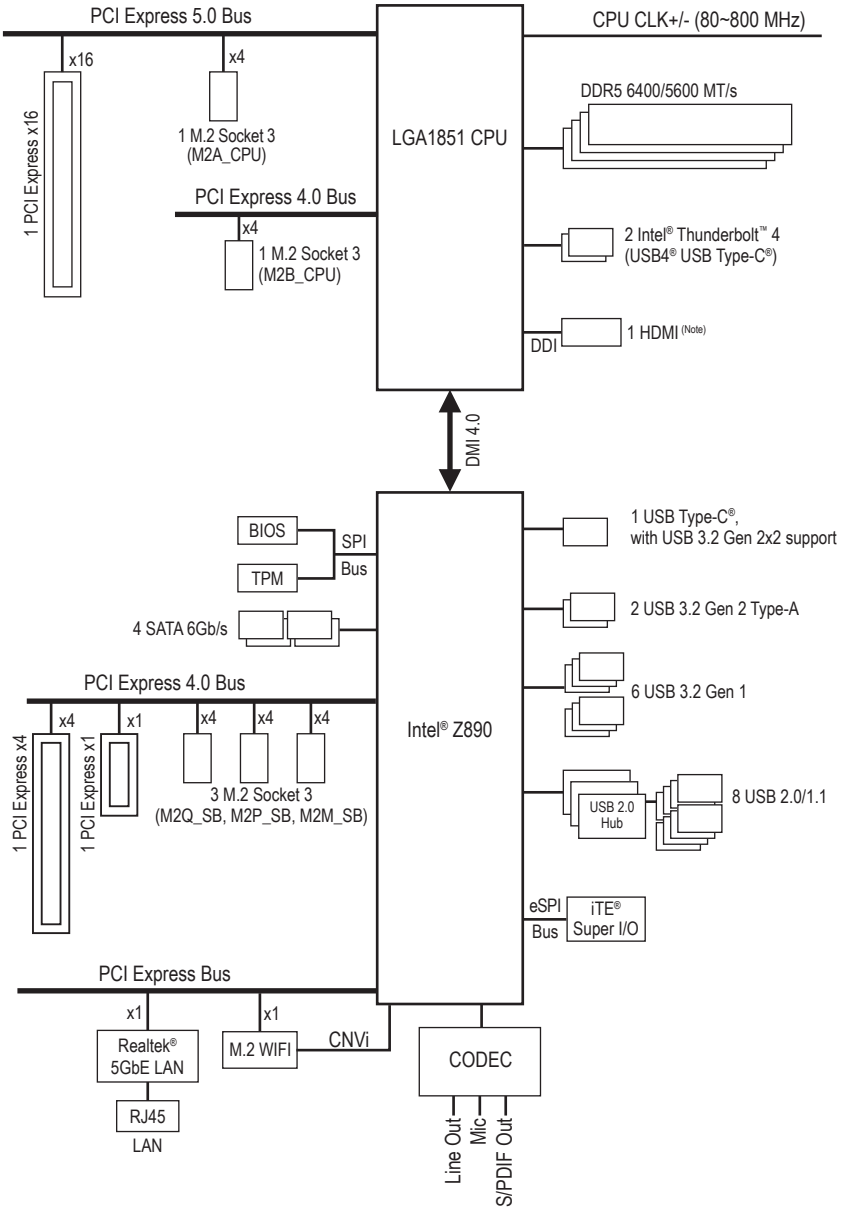 PCI Express 5.0 Bus
CPU CLK+/- (80~800 MHz)
x16
x4
1 PCI Express x16
1 M.2 Socket 3
(M2A_CPU)
LGA1851 CPU
DDR5 6400/5600 MT/s
PCI Express 4.0 Bus
x4
1 M.2 Socket 3
(M2B_CPU)
2 Intel® Thunderbolt™ 4
(USB4® USB Type-C®)
DDI
1 HDMI (Note)
DMI 4.0
BIOS
TPM
SPI
Bus
1 USB Type-C®,
with USB 3.2 Gen 2x2 support
4 SATA 6Gb/s
2 USB 3.2 Gen 2 Type-A
PCI Express 4.0 Bus
x4
x1
x4
x4
x4
1 PCI Express x4
1 PCI Express x1
3 M.2 Socket 3
(M2Q_SB, M2P_SB, M2M_SB)
Intel® Z890
6 USB 3.2 Gen 1
USB 2.0
Hub
8 USB 2.0/1.1
eSPI
Bus
iTE®
Super I/O
PCI Express Bus
x1
x1
Realtek®
5GbE LAN
M.2 WIFI
CNVi
CODEC
RJ45
LAN
Line Out
Mic
S/PDIF Out